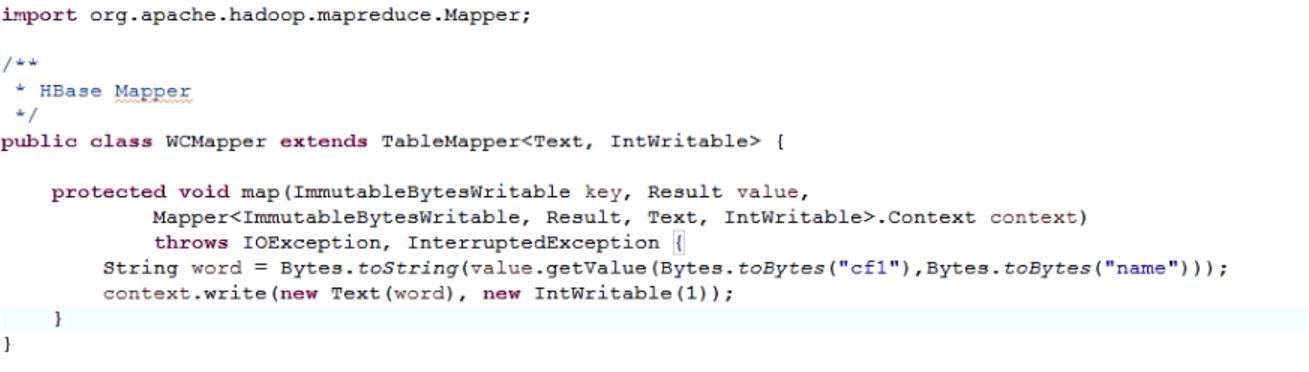 import org.apache.hadoop.mapreduce.Mapper;
/**
 * HBase Mapper
 */
public class WCMapper extends TableMapper<Text, IntWritable> {
    protected void map(ImmutableBytesWritable key, Result value,
            Mapper<ImmutableBytesWritable, Result, Text, IntWritable>.Context context)
            throws IOException, InterruptedException {
        String word = Bytes.toString(value.getValue(Bytes.toBytes("cf1"),Bytes.toBytes("name")));
        context.write(new Text(word), new IntWritable(1));
    }
}